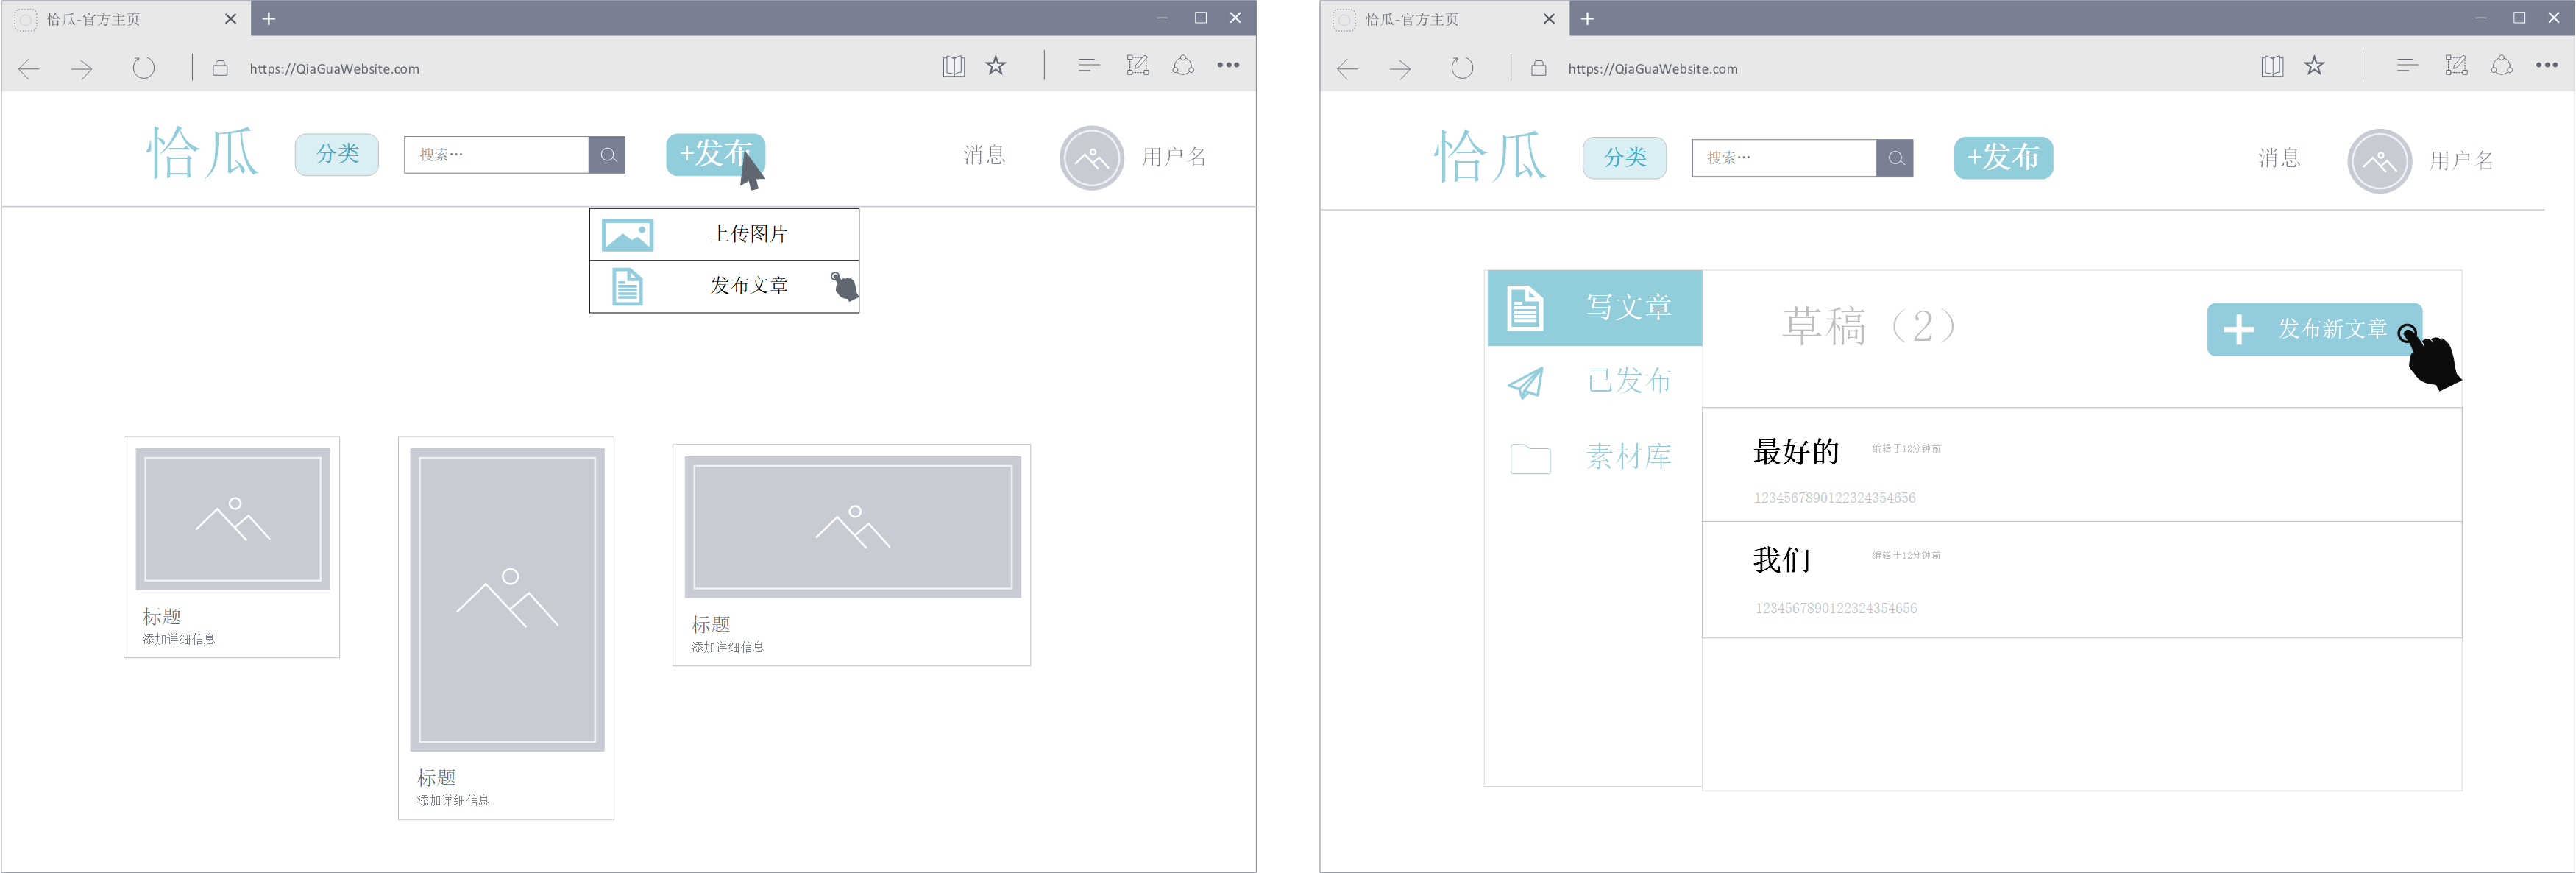 恰瓜-官方主页
https://QiaGuaWebsite.com
恰瓜
分类
搜索…
+发布
消息
用户名
上传图片
发布文章
标题
添加详细信息
标题
添加详细信息
标题
添加详细信息
恰瓜-官方主页
https://QiaGuaWebsite.com
恰瓜
分类
搜索…
+发布
消息
用户名
写文章
已发布
素材库
草稿（2）
发布新文章
最好的 编辑于12分钟前
1234567890122324354656
我们 编辑于12分钟前
1234567890122324354656